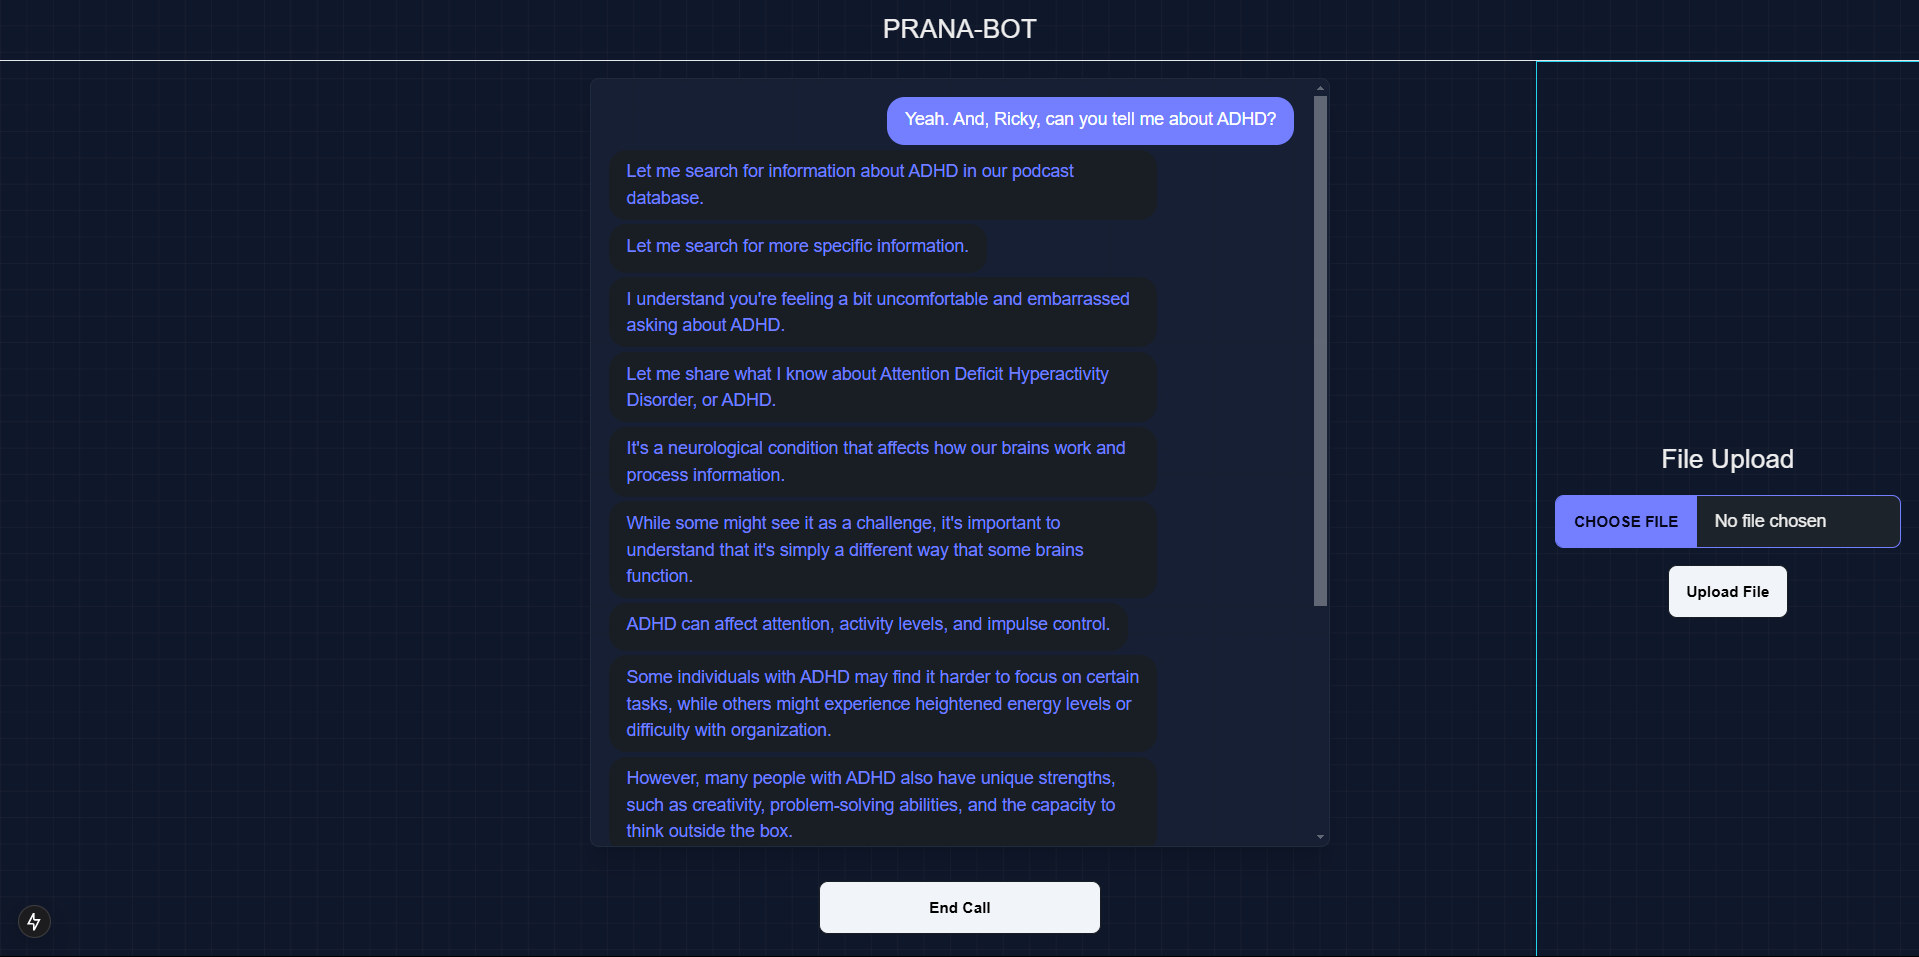 PRANA-BOT
Yeah. And, Ricky, can you tell me about ADHD?
Let me search for information about ADHD in our podcast
database.
Let me search for more specific information.
I understand you're feeling a bit uncomfortable and embarrassed
asking about ADHD.
Let me share what I know about Attention Deficit Hyperactivity
Disorder, or ADHD.
It's a neurological condition that affects how our brains work and
process information.
While some might see it as a challenge, it's important to
understand that it's simply a different way that some brains
function.
ADHD can affect attention, activity levels, and impulse control.
Some individuals with ADHD may find it harder to focus on certain
tasks, while others might experience heightened energy levels or
difficulty with organization.
However, many people with ADHD also have unique strengths,
such as creativity, problem-solving abilities, and the capacity to
think outside the box.
End Call
File Upload
CHOOSE FILE No file chosen
Upload File